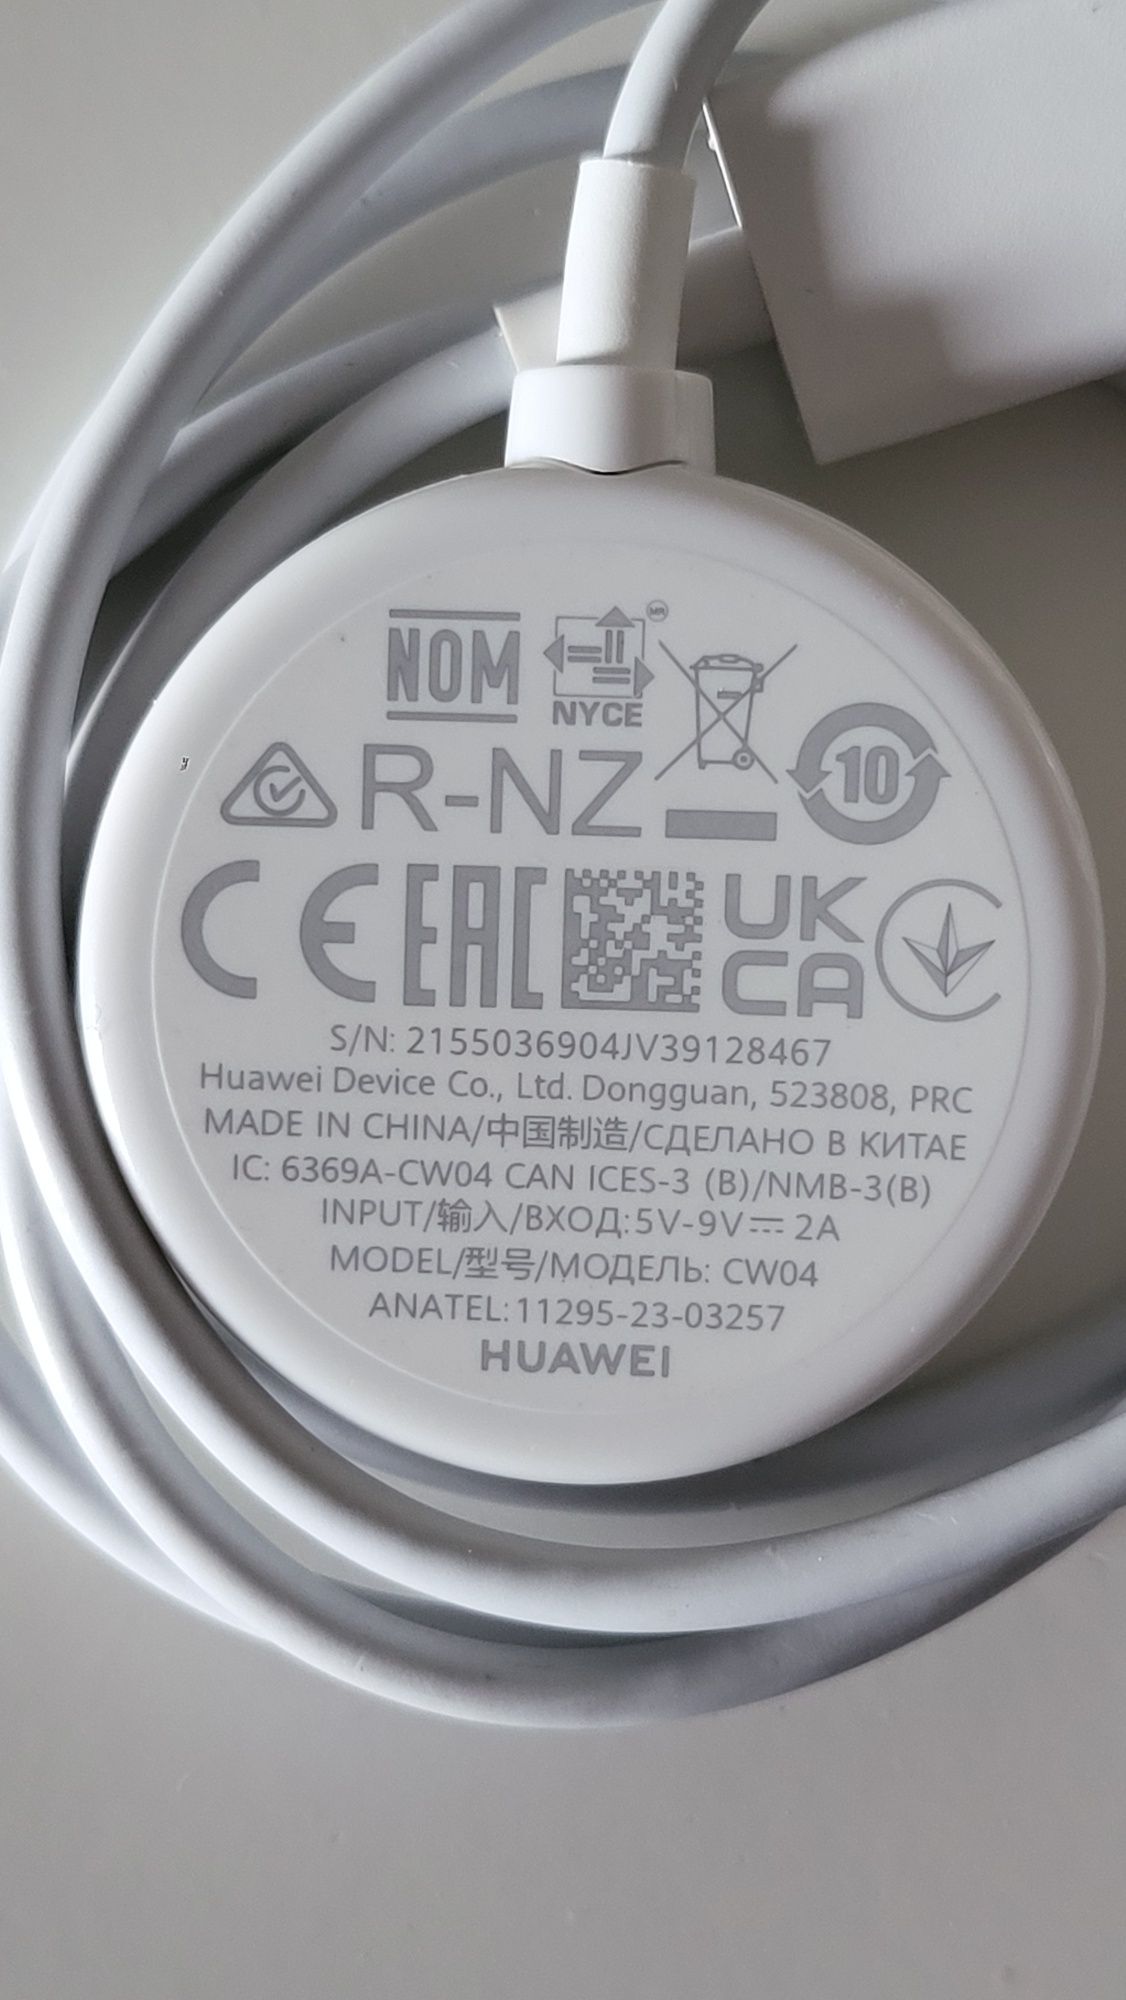 NOM
MR
NYCE
R-NZ
10
CE EAC UK CA
S/N: 2155036904JV39128467
Huawei Device Co., Ltd. Dongguan, 523808, PRC
MADE IN CHINA/中国制造/СДЕЛАНО В КИТАЕ
IC: 6369A-CW04 CAN ICES-3 (B)/NMB-3(B)
INPUT/输入/ВХОД:5V-9V⎓2A
MODEL/型号/МОДЕЛЬ: CW04
ANATEL:11295-23-03257
HUAWEI